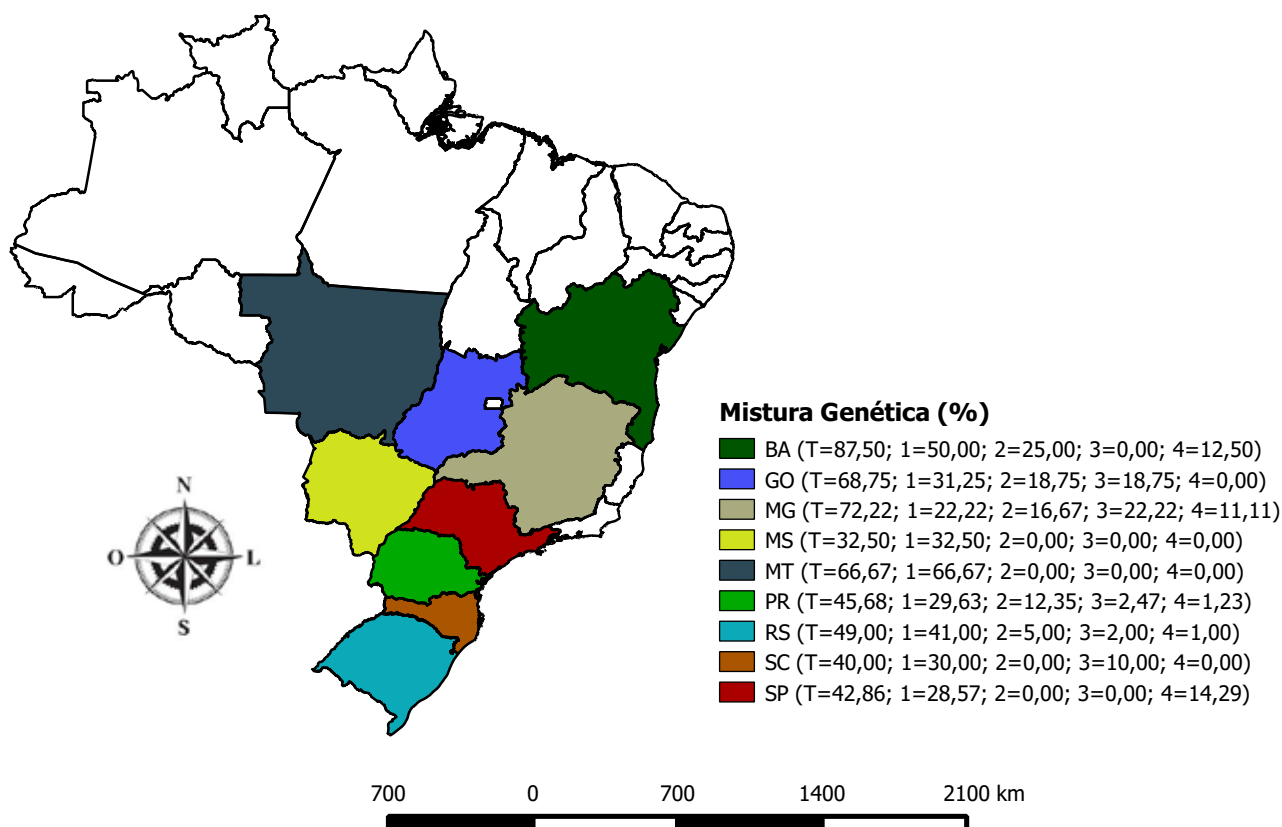 Mistura Genética (%)
BA (T=87,50; 1=50,00; 2=25,00; 3=0,00; 4=12,50)
GO (T=68,75; 1=31,25; 2=18,75; 3=18,75; 4=0,00)
MG (T=72,22; 1=22,22; 2=16,67; 3=22,22; 4=11,11)
MS (T=32,50; 1=32,50; 2=0,00; 3=0,00; 4=0,00)
MT (T=66,67; 1=66,67; 2=0,00; 3=0,00; 4=0,00)
PR (T=45,68; 1=29,63; 2=12,35; 3=2,47; 4=1,23)
RS (T=49,00; 1=41,00; 2=5,00; 3=2,00; 4=1,00)
SC (T=40,00; 1=30,00; 2=0,00; 3=10,00; 4=0,00)
SP (T=42,86; 1=28,57; 2=0,00; 3=0,00; 4=14,29)
N
O L
S
700 0 700 1400 2100 km